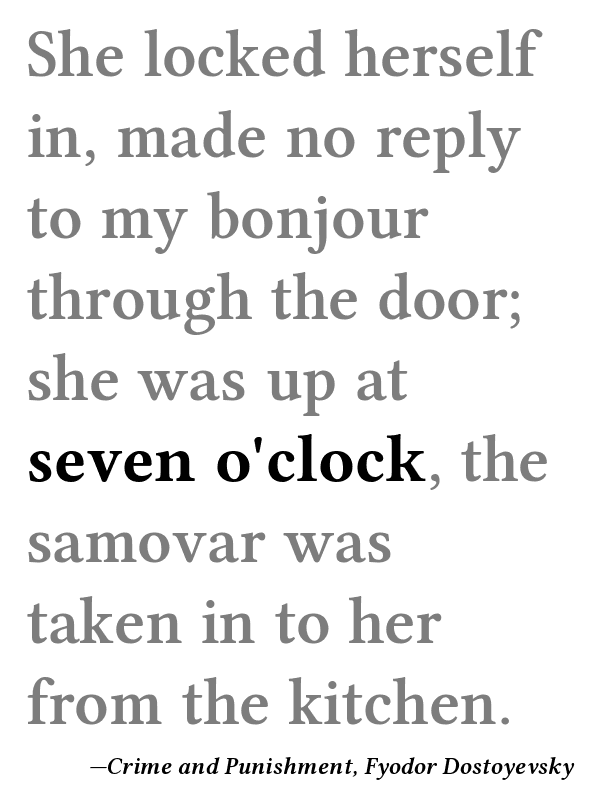 She locked herself
in, made no reply
to my bonjour
through the door;
she was up at
seven o'clock, the
samovar was
taken in to her
from the kitchen.
—Crime and Punishment, Fyodor Dostoyevsky